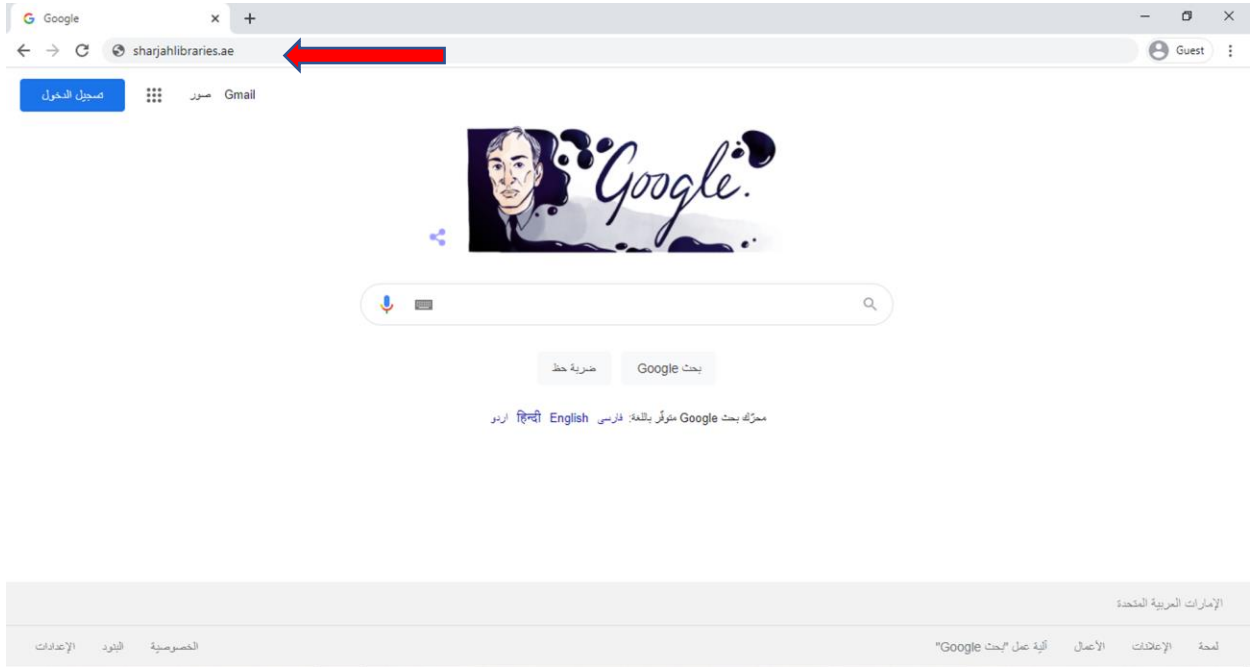 Google
sharjahlibraries.ae
Guest
تسجيل الدخول
صور
Gmail
Google
بحث Google
ضربة حظ
محرّك بحث Google متوفّر باللغة: فارسی English हिन्दी اردو
الإمارات العربية المتحدة
لمحة الإعلانات الأعمال آلية عمل "بحث Google"
الخصوصية البنود الإعدادات